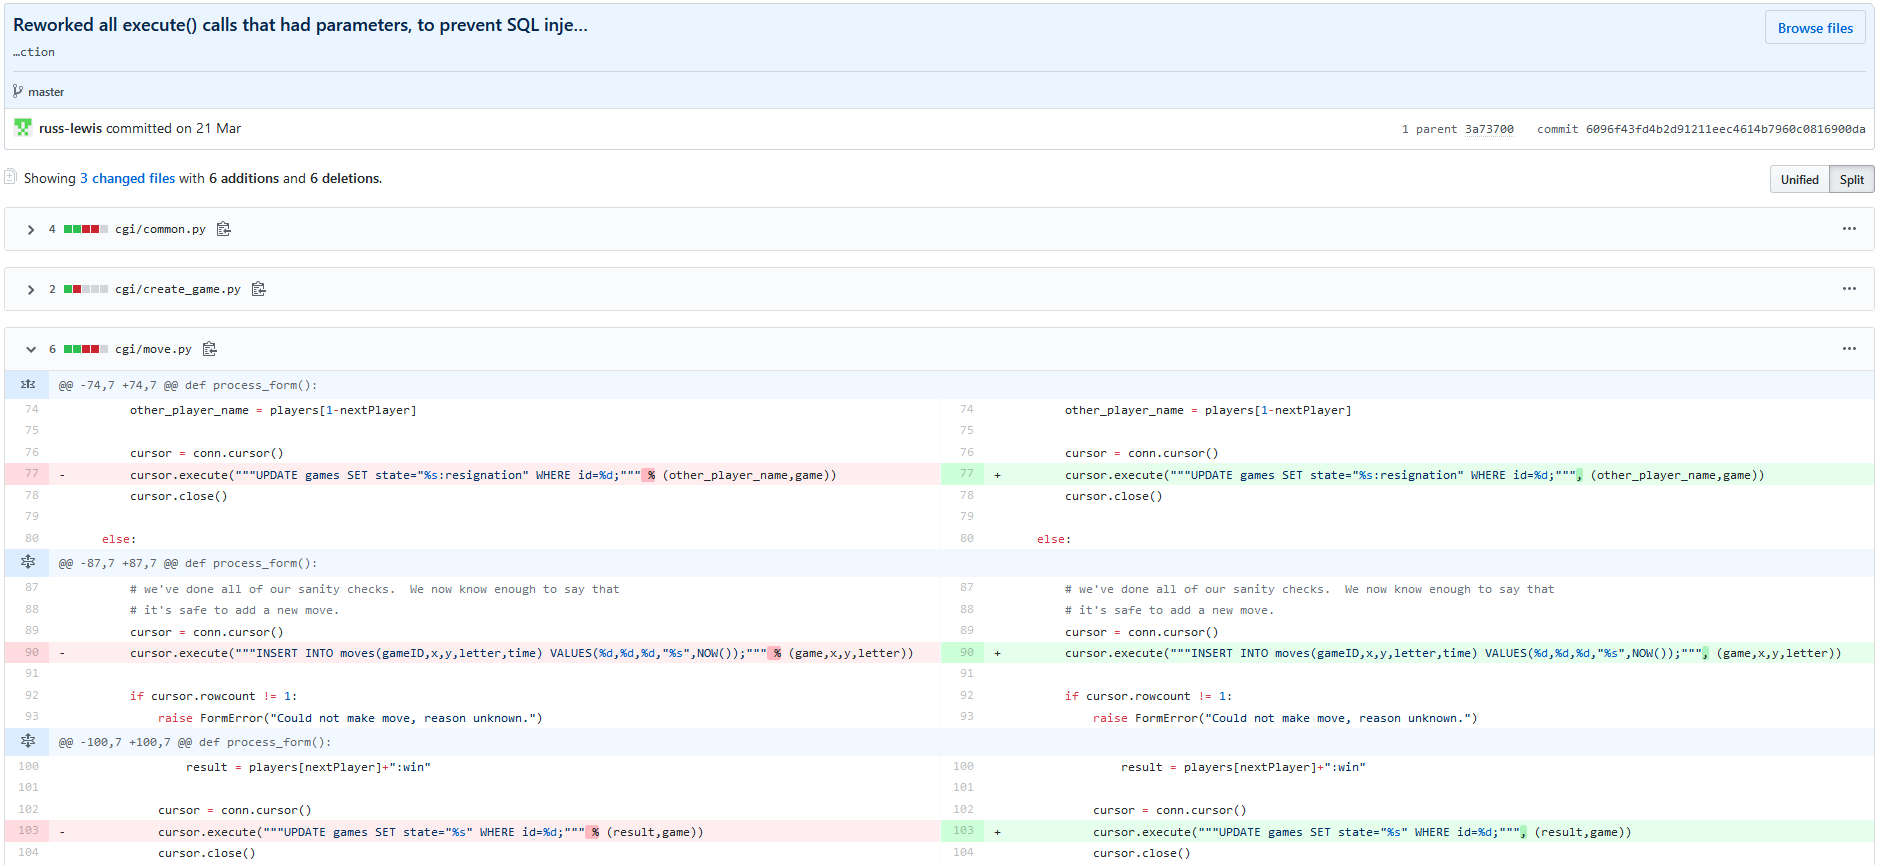 Reworked all execute() calls that had parameters, to prevent SQL inje...
Browse files
...ction
master
russ-lewis committed on 21 Mar
1 parent 3a73700 commit 6096f43fd4b2d91211eec4614b7960c0816900da
Showing 3 changed files with 6 additions and 6 deletions.
Unified Split
4 cgi/common.py
2 cgi/create_game.py
6 cgi/move.py
@@ -74,7 +74,7 @@ def process_form():
74 other_player_name = players[1-nextPlayer] 74 other_player_name = players[1-nextPlayer]
75 75
76 cursor = conn.cursor() 76 cursor = conn.cursor()
77 - cursor.execute("""UPDATE games SET state="%s:resignation" WHERE id=%d;""" % (other_player_name,game)) 77 + cursor.execute("""UPDATE games SET state="%s:resignation" WHERE id=%d;""", (other_player_name,game))
78 cursor.close() 78 cursor.close()
79 79
80 else: 80 else:
@@ -87,7 +87,7 @@ def process_form():
87 # we've done all of our sanity checks.  We now know enough to say that 87 # we've done all of our sanity checks.  We now know enough to say that
88 # it's safe to add a new move. 88 # it's safe to add a new move.
89 cursor = conn.cursor() 89 cursor = conn.cursor()
90 - cursor.execute("""INSERT INTO moves(gameID,x,y,letter,time) VALUES(%d,%d,%d,"%s",NOW());""" % (game,x,y,letter)) 90 + cursor.execute("""INSERT INTO moves(gameID,x,y,letter,time) VALUES(%d,%d,%d,"%s",NOW());""", (game,x,y,letter))
91 91
92 if cursor.rowcount != 1: 92 if cursor.rowcount != 1:
93 raise FormError("Could not make move, reason unknown.") 93 raise FormError("Could not make move, reason unknown.")
@@ -100,7 +100,7 @@ def process_form():
100 result = players[nextPlayer]+":win" 100 result = players[nextPlayer]+":win"
101 101
102 cursor = conn.cursor() 102 cursor = conn.cursor()
103 - cursor.execute("""UPDATE games SET state="%s" WHERE id=%d;""" % (result,game)) 103 + cursor.execute("""UPDATE games SET state="%s" WHERE id=%d;""", (result,game))
104 cursor.close() 104 cursor.close()